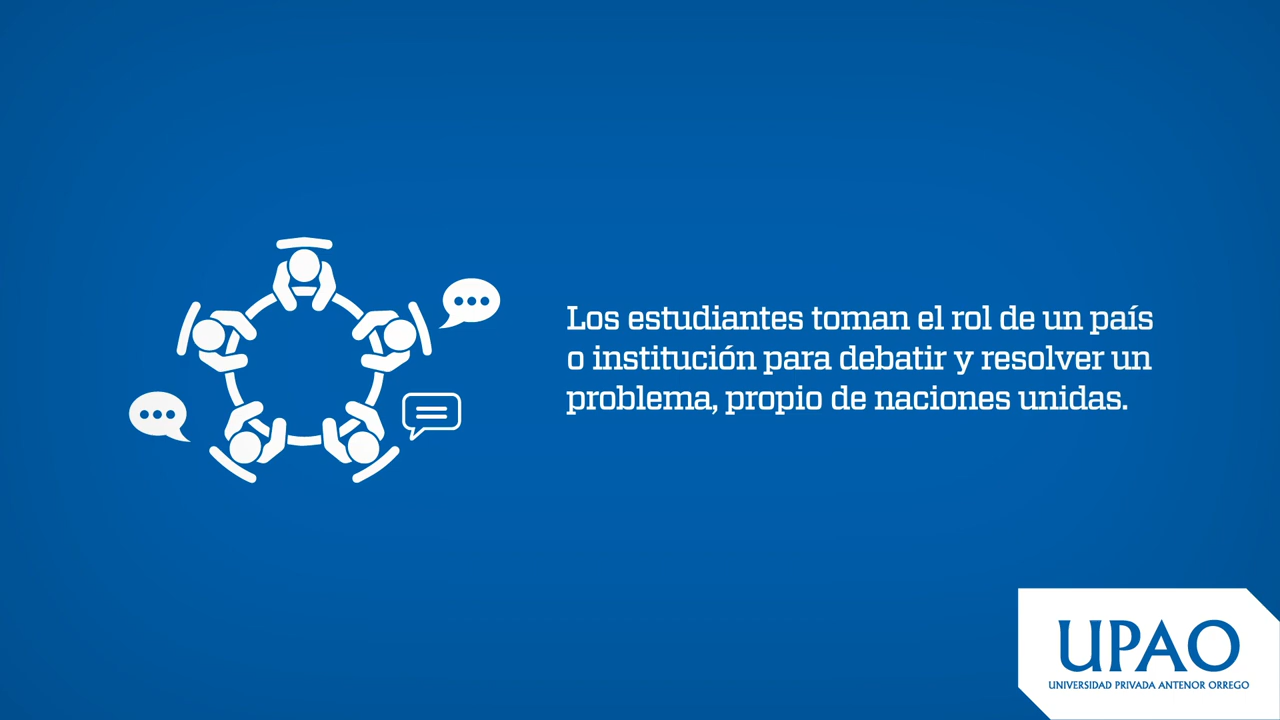 Los estudiantes toman el rol de un país
o institución para debatir y resolver un
problema, propio de naciones unidas.
UPAO
UNIVERSIDAD PRIVADA ANTENOR ORREGO